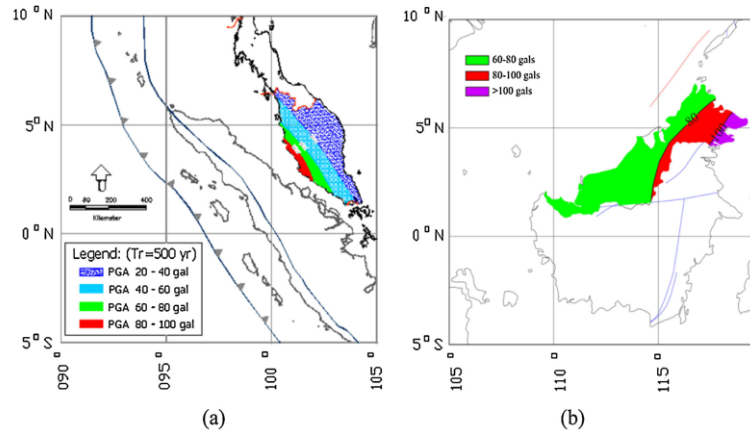 10° N
5° N
0° N
5° S
090°
095°
100°
105°
0 80 200 400
Kilometer
Legend: (Tr=500 yr)
PGA 20 - 40 gal
PGA 40 - 60 gal
PGA 60 - 80 gal
PGA 80 - 100 gal
(a)
10° N
5° N
0° N
5° S
105
110°
115°
60-80 gals
80-100 gals
>100 gals
80
100
(b)